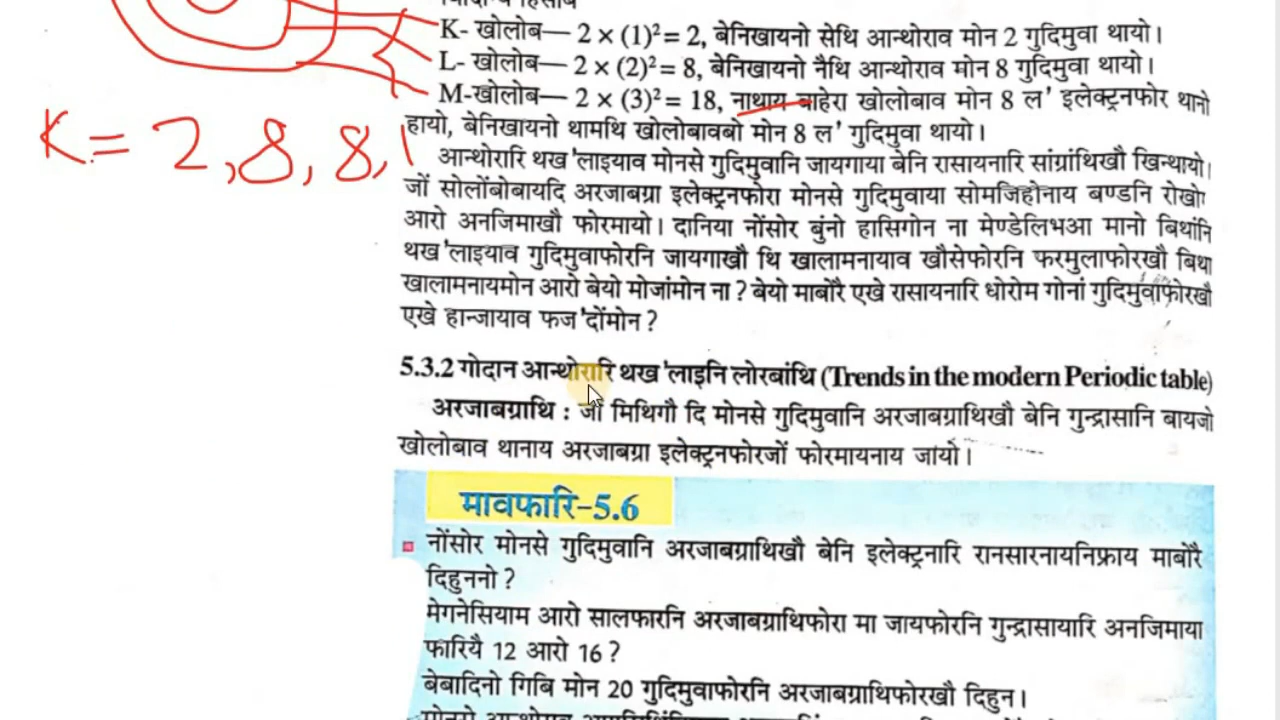 K- खोलोब— 2 × (1)² = 2, बेनिखायनो सेथि आन्थोराव मोन 2 गुदिमुवा थायो।
L- खोलोब— 2 × (2)² = 8, बेनिखायनो नैथि आन्थोराव मोन 8 गुदिमुवा थायो।
M-खोलोब— 2 × (3)² = 18, नाथाय बाहेरा खोलोबाव मोन 8 ल' इलेक्ट्रनफोर थानो
K = 2, 8, 8, 1
हायो, बेनिखायनो थामथि खोलोबावबो मोन 8 ल' गुदिमुवा थायो।
आन्थोरारि थख'लाइयाव मोनसे गुदिमुवानि जायगाया बेनि रासायनारि सांग्रांथिखौ खिन्थायो।
जों सोलोंबोबायदि अरजाबग्रा इलेक्ट्रनफोरा मोनसे गुदिमुवाया सोमजिहोनाय बण्डनि रोखो
आरो अनजिमाखौ फोरमायो। दानिया नोंसोर बुंनो हासिगोन ना मेण्डेलिभआ मानो बिथांनि
थख'लाइयाव गुदिमुवाफोरनि जायगाखौ थि खालामनायाव खौसेफोरनि फरमुलाफोरखौ बिथा
खालामनायमोन आरो बेयो मोजांमोन ना? बेयो माबोरै एखे रासायनारि धोरोम गोनां गुदिमुवाफोरखौ
एखे हान्जायाव फज'दोंमोन?
5.3.2 गोदान आन्थोरारि थख'लाइनि लोरबांथि (Trends in the modern Periodic table)
अरजाबग्राथि : जों मिथिगौ दि मोनसे गुदिमुवानि अरजाबग्राथिखौ बेनि गुन्द्रासानि बायजो
खोलोबाव थानाय अरजाबग्रा इलेक्ट्रनफोरजों फोरमायनाय जायो।
मावफारि-5.6
नोंसोर मोनसे गुदिमुवानि अरजाबग्राथिखौ बेनि इलेक्ट्रनारि रानसारनायनिफ्राय माबोरै
दिहुननो?
मेगनेसियाम आरो सालफारनि अरजाबग्राथिफोरा मा जायफोरनि गुन्द्रासायारि अनजिमाया
फारियै 12 आरो 16?
बेबादिनो गिबि मोन 20 गुदिमुवाफोरनि अरजाबग्राथिफोरखौ दिहुन।